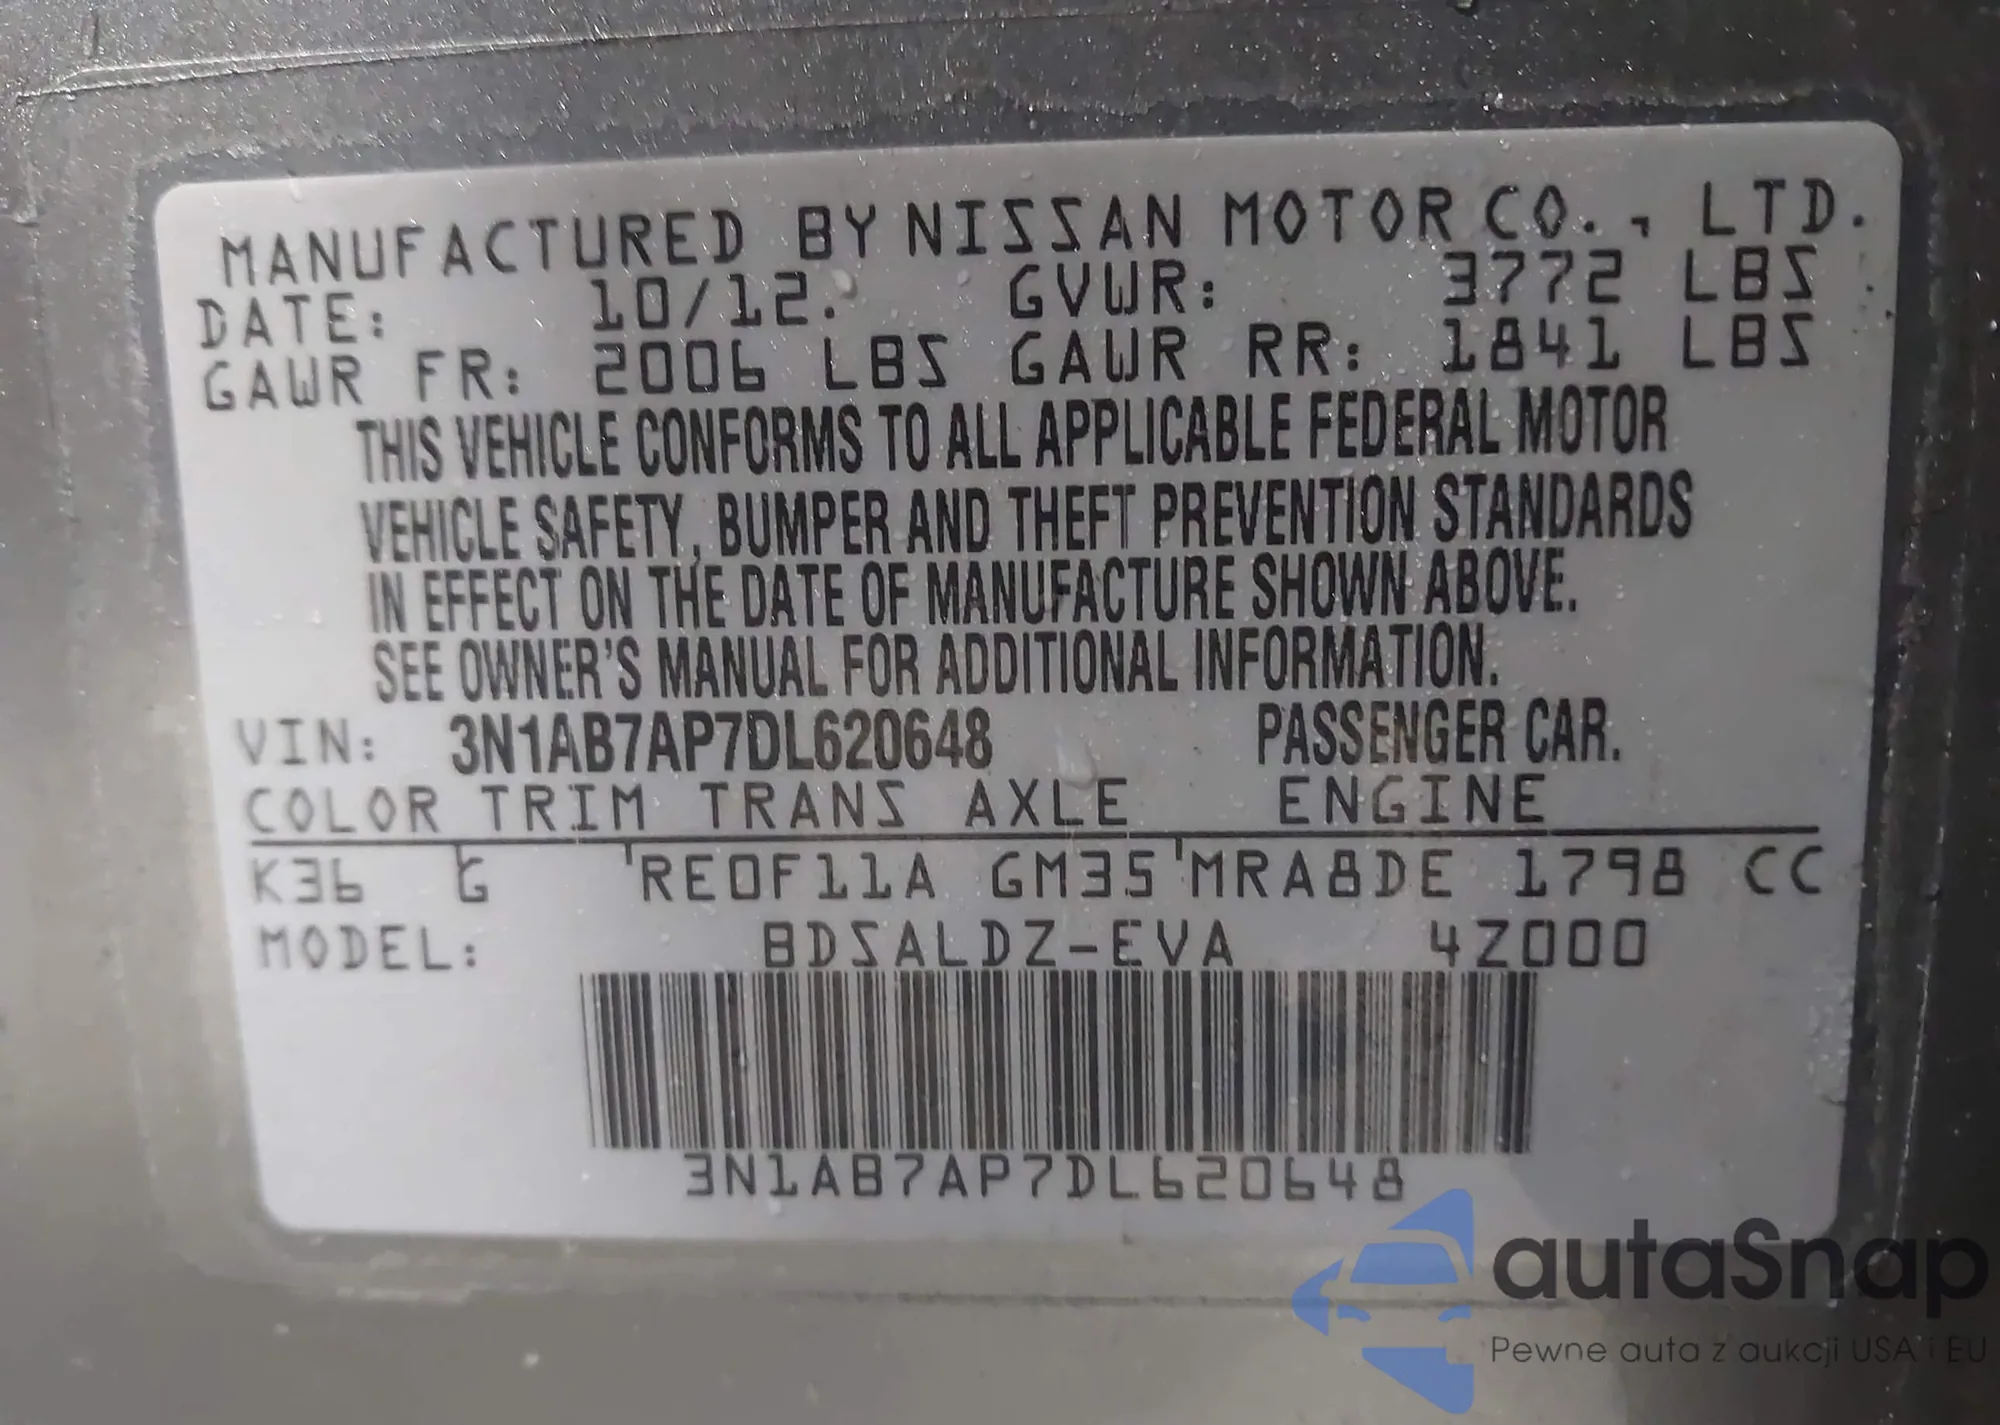 MANUFACTURED BY NISSAN MOTOR CO., LTD.
DATE: 10/12. GVWR: 3772 LBS
GAWR FR: 2006 LBS GAWR RR: 1841 LBS
THIS VEHICLE CONFORMS TO ALL APPLICABLE FEDERAL MOTOR
VEHICLE SAFETY, BUMPER AND THEFT PREVENTION STANDARDS
IN EFFECT ON THE DATE OF MANUFACTURE SHOWN ABOVE.
SEE OWNER'S MANUAL FOR ADDITIONAL INFORMATION.
VIN: 3N1AB7AP7DL620648 PASSENGER CAR.
COLOR TRIM TRANS AXLE ENGINE
K36 G RE0F11A GM35 MRA8DE 1798 CC
MODEL: BDSALDZ-EVA 4Z000
3N1AB7AP7DL620648
autaSnap
Pewne auta z aukcji USA i EU